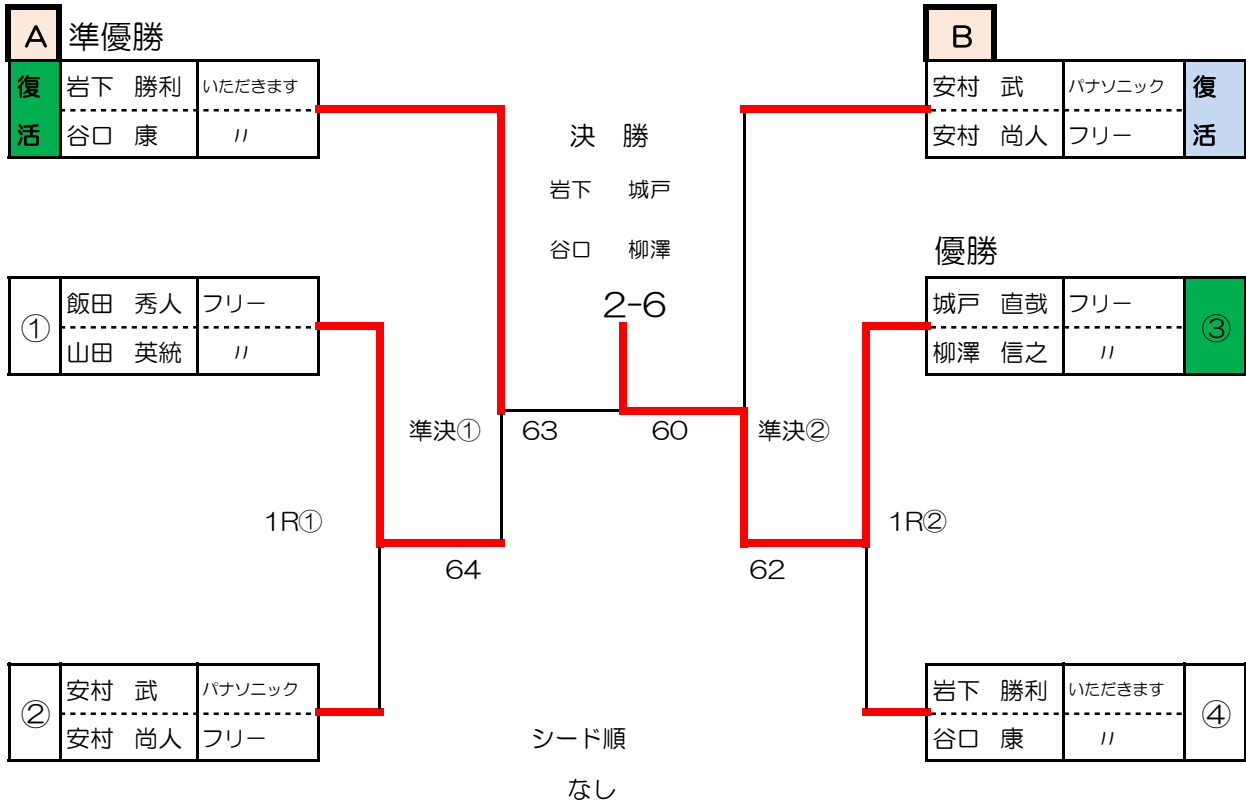 A 準優勝
B
復活 岩下 勝利 いただきます
谷口 康 〃
安村 武 パナソニック 復活
安村 尚人 フリー
決 勝
岩下 城戸
谷口 柳澤
2-6
優勝
① 飯田 秀人 フリー
山田 英統 〃
城戸 直哉 フリー ③
柳澤 信之 〃
準決① 63 60 準決②
1R① 1R②
64 62
② 安村 武 パナソニック
安村 尚人 フリー
岩下 勝利 いただきます ④
谷口 康 〃
シード順
なし